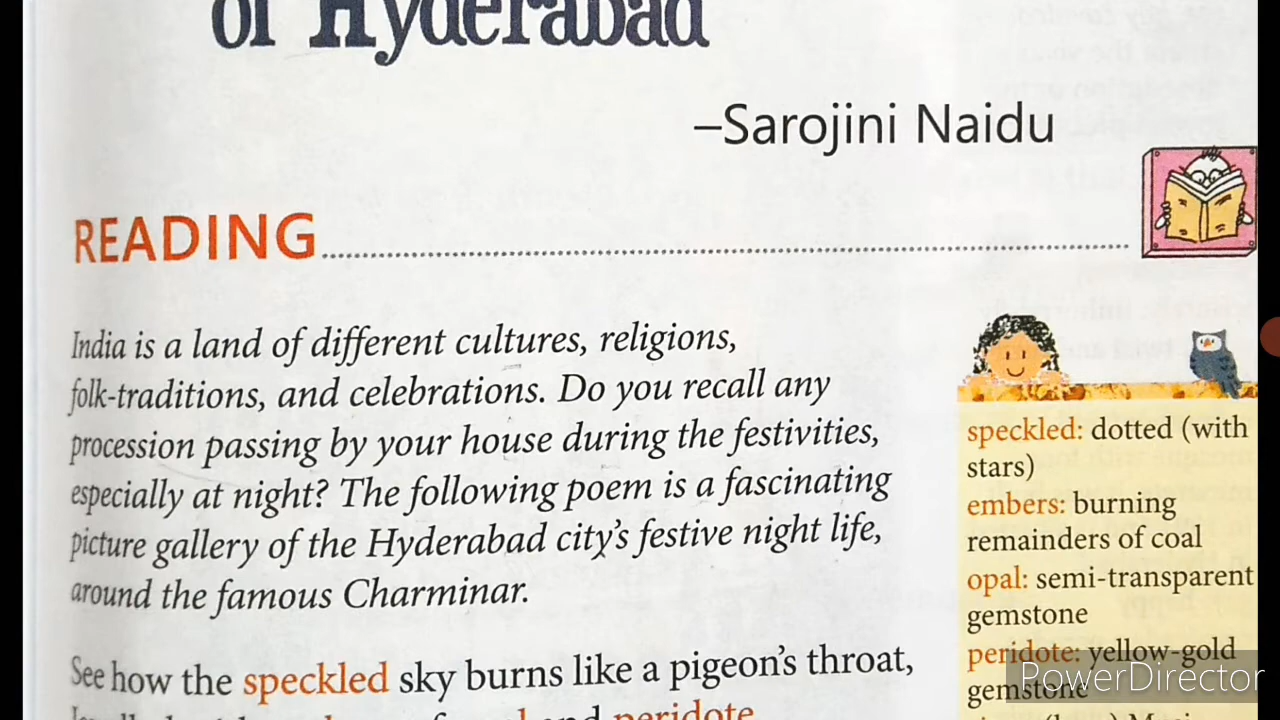 of Hyderabad
–Sarojini Naidu
READING
India is a land of different cultures, religions,
folk-traditions, and celebrations. Do you recall any
procession passing by your house during the festivities,
especially at night? The following poem is a fascinating
picture gallery of the Hyderabad city's festive night life,
around the famous Charminar.
See how the speckled sky burns like a pigeon's throat,
and peridote
speckled: dotted (with
stars)
embers: burning
remainders of coal
opal: semi-transparent
gemstone
peridote: yellow-gold
gemstone
PowerDirector